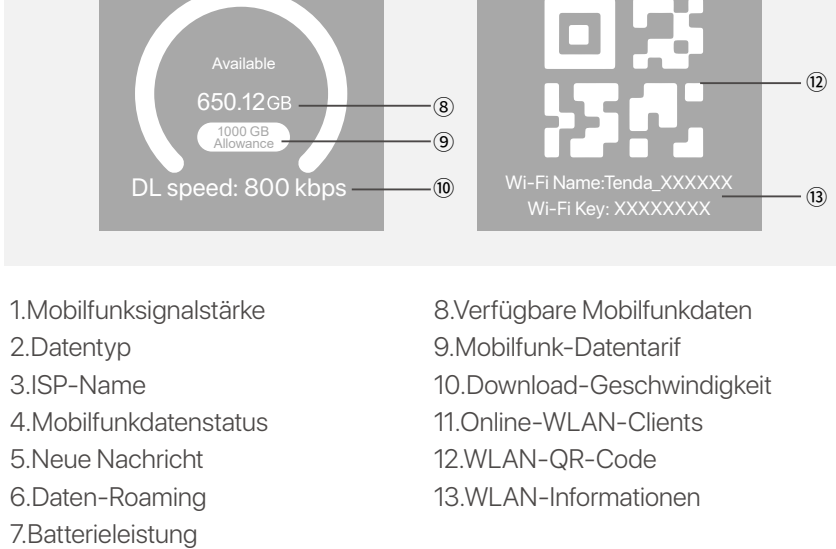 Available
650.12GB
⑧
1000 GB
Allowance
⑨
DL speed: 800 kbps
⑩
⑫
Wi-Fi Name:Tenda_XXXXXX
Wi-Fi Key: XXXXXXXX
⑬
1.Mobilfunksignalstärke
2.Datentyp
3.ISP-Name
4.Mobilfunkdatenstatus
5.Neue Nachricht
6.Daten-Roaming
7.Batterieleistung
8.Verfügbare Mobilfunkdaten
9.Mobilfunk-Datentarif
10.Download-Geschwindigkeit
11.Online-WLAN-Clients
12.WLAN-QR-Code
13.WLAN-Informationen